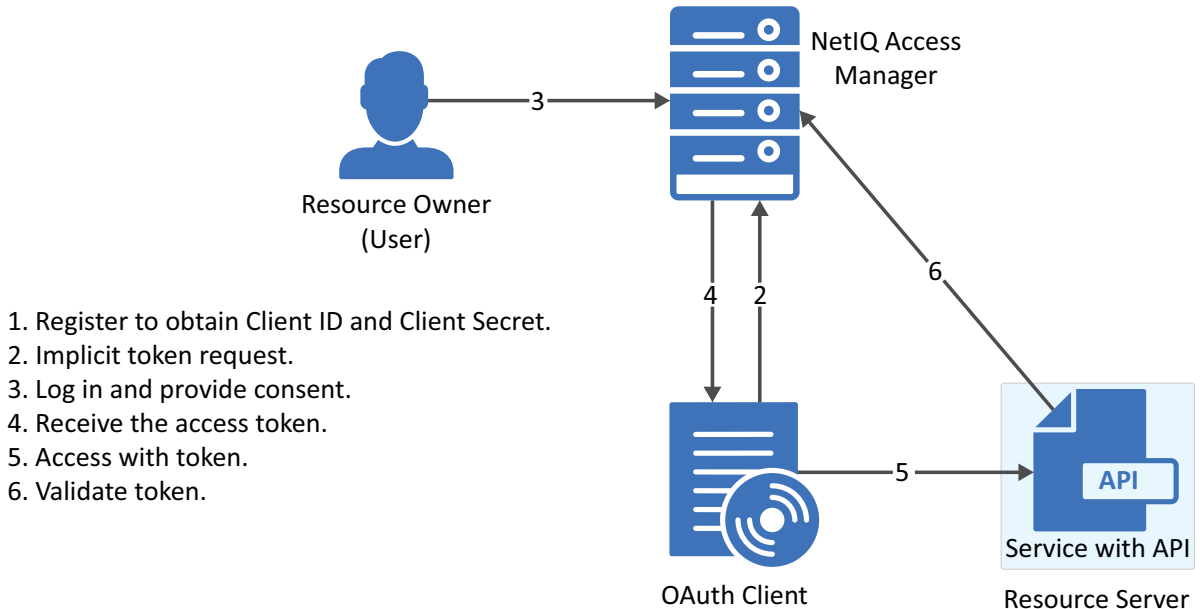 NetIQ Access
Manager
3
Resource Owner
(User)
6
4
2
1. Register to obtain Client ID and Client Secret.
2. Implicit token request.
3. Log in and provide consent.
4. Receive the access token.
5. Access with token.
6. Validate token.
5
API
Service with API
OAuth Client
Resource Server